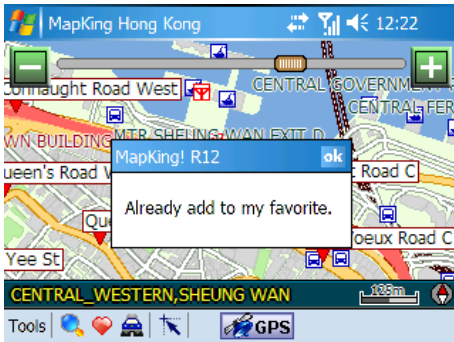 MapKing Hong Kong 12:22
Connaught Road West
CENTRAL GOVERNMENT
CENTRAL FER
MTR SHEUNG WAN EXIT D
WN BUILDING
MapKing! R12 ok
ueen's Road W
Road C
Already add to my favorite.
Que
oeux Road C
Yee St
CENTRAL_WESTERN,SHEUNG WAN 125m
Tools GPS